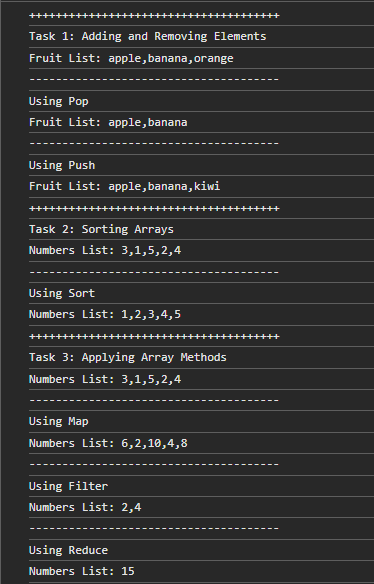 ++++++++++++++++++++++++++++++++++++++
Task 1: Adding and Removing Elements
Fruit List: apple,banana,orange
--------------------------------------
Using Pop
Fruit List: apple,banana
--------------------------------------
Using Push
Fruit List: apple,banana,kiwi
++++++++++++++++++++++++++++++++++++++
Task 2: Sorting Arrays
Numbers List: 3,1,5,2,4
--------------------------------------
Using Sort
Numbers List: 1,2,3,4,5
++++++++++++++++++++++++++++++++++++++
Task 3: Applying Array Methods
Numbers List: 3,1,5,2,4
--------------------------------------
Using Map
Numbers List: 6,2,10,4,8
--------------------------------------
Using Filter
Numbers List: 2,4
--------------------------------------
Using Reduce
Numbers List: 15